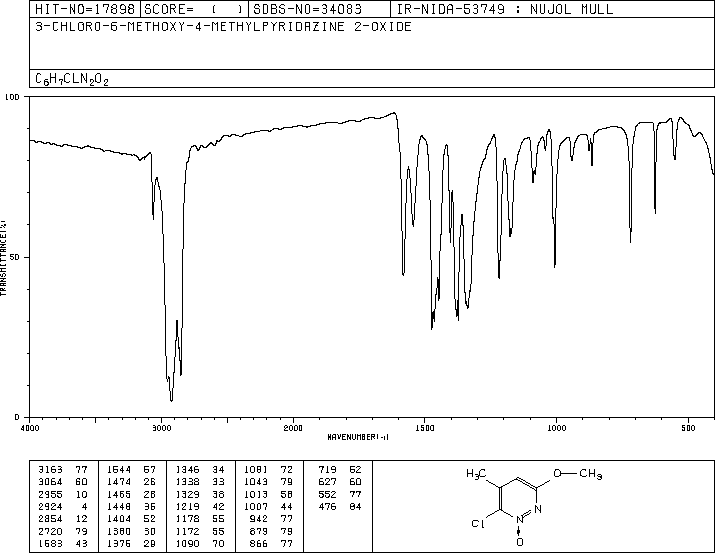 HIT-NO=17898 SCORE= ( ) SDBS-NO=34083 IR-NIDA-53749 : NUJOL MULL
3-CHLORO-6-METHOXY-4-METHYLPYRIDAZINE 2-OXIDE
C6H7CLN2O2
100
50
0
TRANSMITTANCE(%)
4000 3000 2000 1500 1000
WAVENUMBER(-1)
3163 77 1544 57 1346 34 1081 72 719 52
3064 60 1474 26 1338 33 1043 79 627 60
2955 10 1465 28 1329 38 1013 58 552 77
2924 4 1448 36 1219 42 1007 44 476 84
2854 12 1404 52 1178 55 942 77
2720 79 1380 30 1172 55 879 79
1583 43 1376 29 1090 70 866 77
H3C O CH3
Cl N N
O